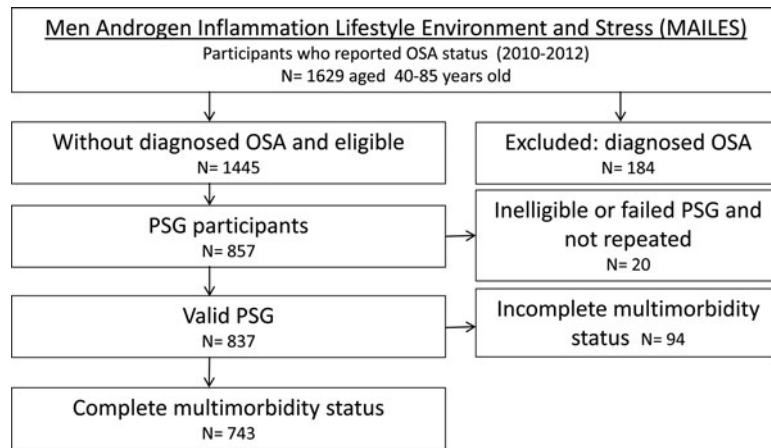 Men Androgen Inflammation Lifestyle Environment and Stress (MAILES)
Participants who reported OSA status (2010-2012)
N= 1629 aged 40-85 years old
Without diagnosed OSA and eligible
N= 1445
Excluded: diagnosed OSA
N= 184
PSG participants
N= 857
Inelegible or failed PSG and
not repeated
N= 20
Valid PSG
N= 837
Incomplete multimorbidity
status N= 94
Complete multimorbidity status
N= 743